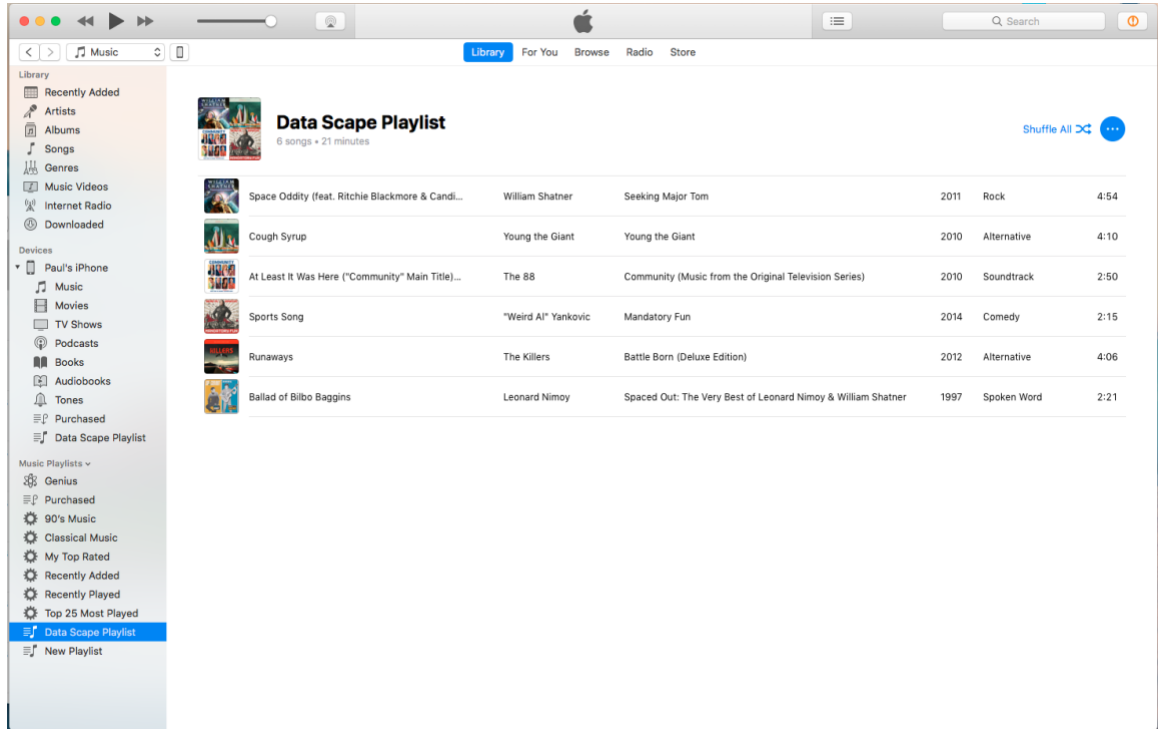 Search
Music
Library For You Browse Radio Store
Library
Recently Added
Artists
Albums
Songs
Genres
Music Videos
Internet Radio
Downloaded
Devices
Paul's iPhone
Music
Movies
TV Shows
Podcasts
Books
Audiobooks
Tones
Purchased
Data Scape Playlist
Music Playlists
Genius
Purchased
90's Music
Classical Music
My Top Rated
Recently Added
Recently Played
Top 25 Most Played
Data Scape Playlist
New Playlist
WILLIAM
SHATNER
COMMUNITY
Data Scape Playlist
6 songs • 21 minutes
Shuffle All
Space Oddity (feat. Ritchie Blackmore & Candi... William Shatner Seeking Major Tom 2011 Rock 4:54
Cough Syrup Young the Giant Young the Giant 2010 Alternative 4:10
At Least It Was Here ("Community" Main Title)... The 88 Community (Music from the Original Television Series) 2010 Soundtrack 2:50
Sports Song "Weird Al" Yankovic Mandatory Fun 2014 Comedy 2:15
KILLERS
Runaways The Killers Battle Born (Deluxe Edition) 2012 Alternative 4:06
Ballad of Bilbo Baggins Leonard Nimoy Spaced Out: The Very Best of Leonard Nimoy & William Shatner 1997 Spoken Word 2:21